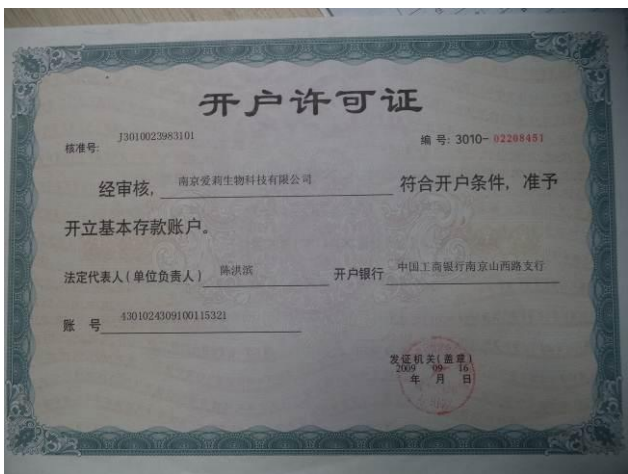 开户许可证
核准号: J3010023983101 编 号: 3010-02208451
经审核, 南京爱莉生物科技有限公司 符合开户条件, 准予
开立基本存款账户。
法定代表人(单位负责人) 陈洪滨 开户银行 中国工商银行南京山西路支行
账 号 4301024309100115321
发证机关(盖章)
2009 09 16
年 月 日